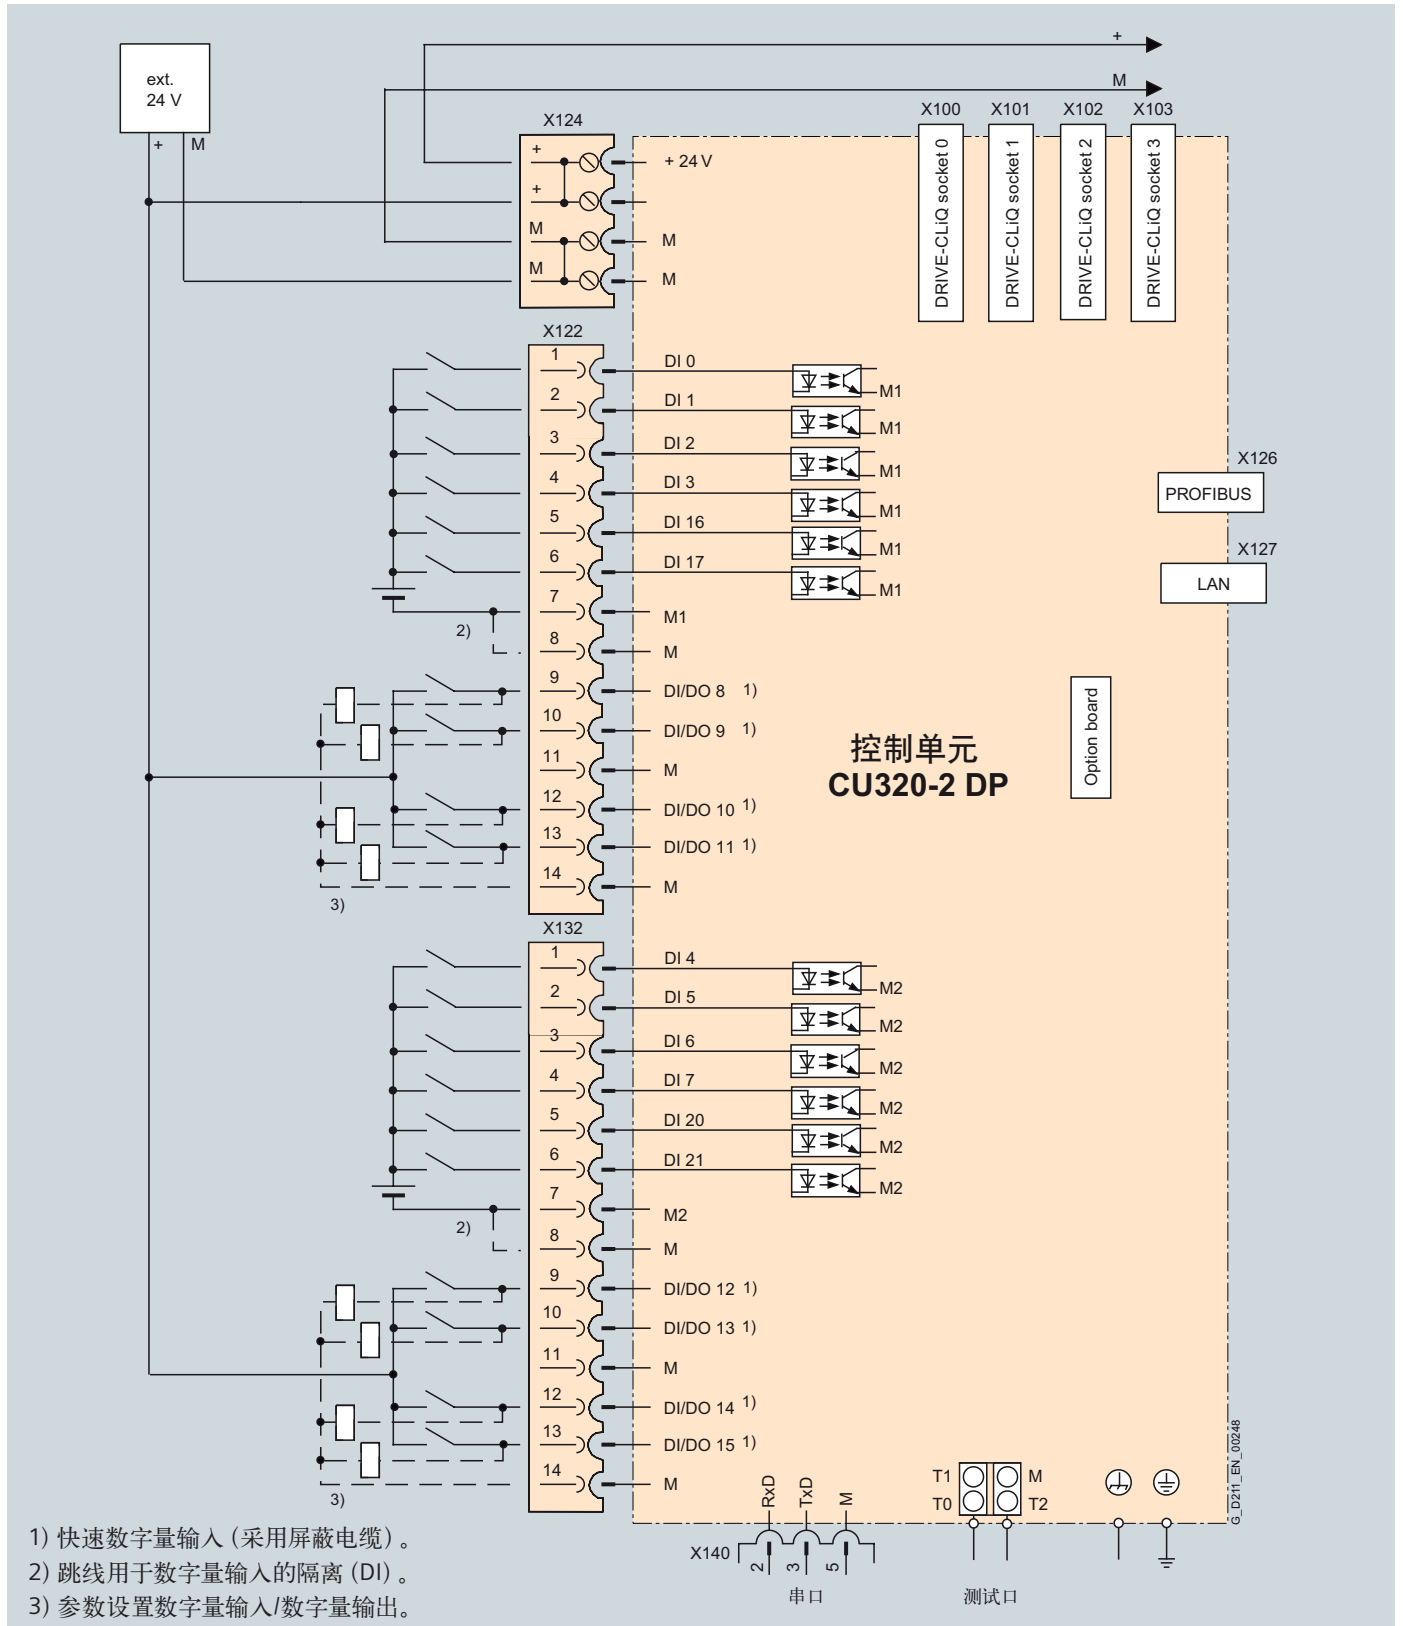 +
M
ext.
24 V
+
M
X124
X100
X101
X102
X103
DRIVE-CLiQ socket 0
DRIVE-CLiQ socket 1
DRIVE-CLiQ socket 2
DRIVE-CLiQ socket 3
+
+ 24 V
+
M
M
M
M
X122
1
DI 0
M1
2
DI 1
M1
3
DI 2
M1
4
DI 3
M1
5
DI 16
M1
6
DI 17
M1
7
M1
2)
8
M
9
DI/DO 8 1)
10
DI/DO 9 1)
11
M
12
DI/DO 10 1)
13
DI/DO 11 1)
14
M
3)
X126
PROFIBUS
X127
LAN
Option board
控制单元
CU320-2 DP
X132
1
DI 4
M2
2
DI 5
M2
3
DI 6
M2
4
DI 7
M2
5
DI 20
M2
6
DI 21
M2
7
M2
2)
8
M
9
DI/DO 12 1)
10
DI/DO 13 1)
11
M
12
DI/DO 14 1)
13
DI/DO 15 1)
14
M
3)
RxD
TxD
M
X140
2
3
5
串口
T1
M
T0
T2
测试口
G_D211_EN_00248
1) 快速数字量输入 (采用屏蔽电缆) 。
2) 跳线用于数字量输入的隔离 (DI) 。
3) 参数设置数字量输入/数字量输出。